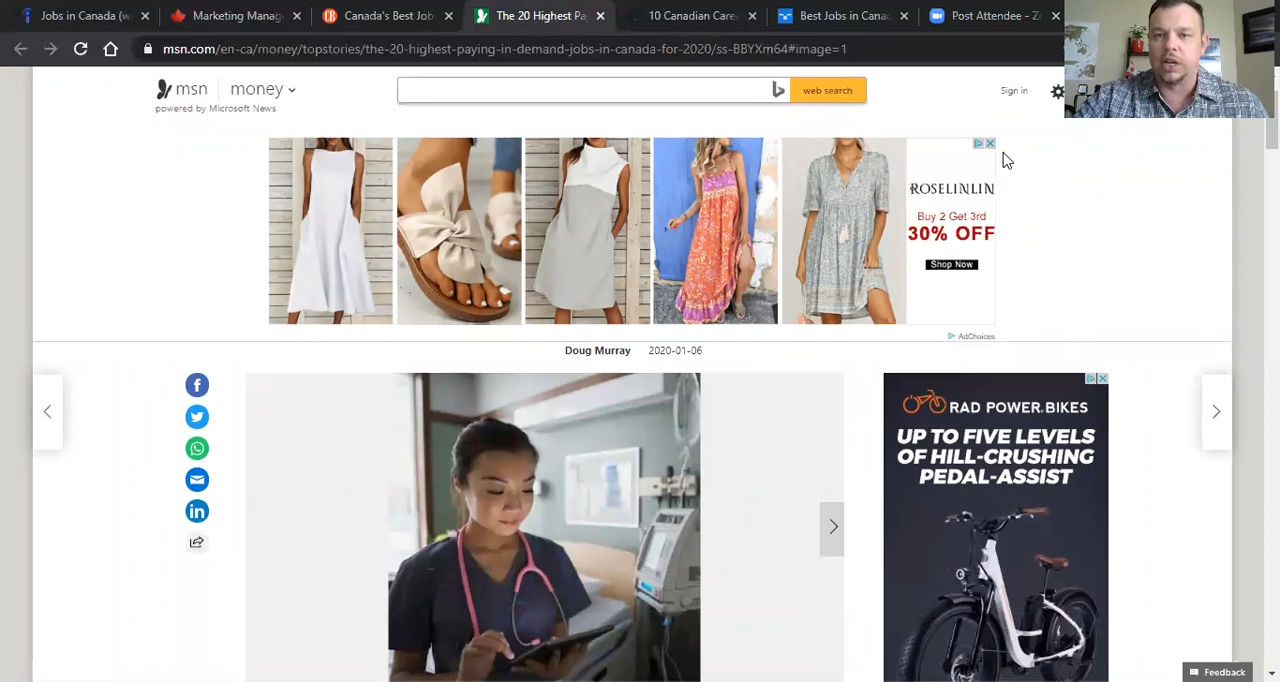 Jobs in Canada (w
Marketing Manag
Canada's Best Job
The 20 Highest Pa
10 Canadian Care
Best Jobs in Canac
Post Attendee - Ze
msn.com/en-ca/money/topstories/the-20-highest-paying-in-demand-jobs-in-canada-for-2020/ss-BBYXm64#image=1
msn money
powered by Microsoft News
web search
Sign in
ROSELINLIN
Buy 2 Get 3rd
30% OFF
Shop Now
AdChoices
Doug Murray 2020-01-06
RAD POWER BIKES
UP TO FIVE LEVELS
OF HILL-CRUSHING
PEDAL-ASSIST
Feedback